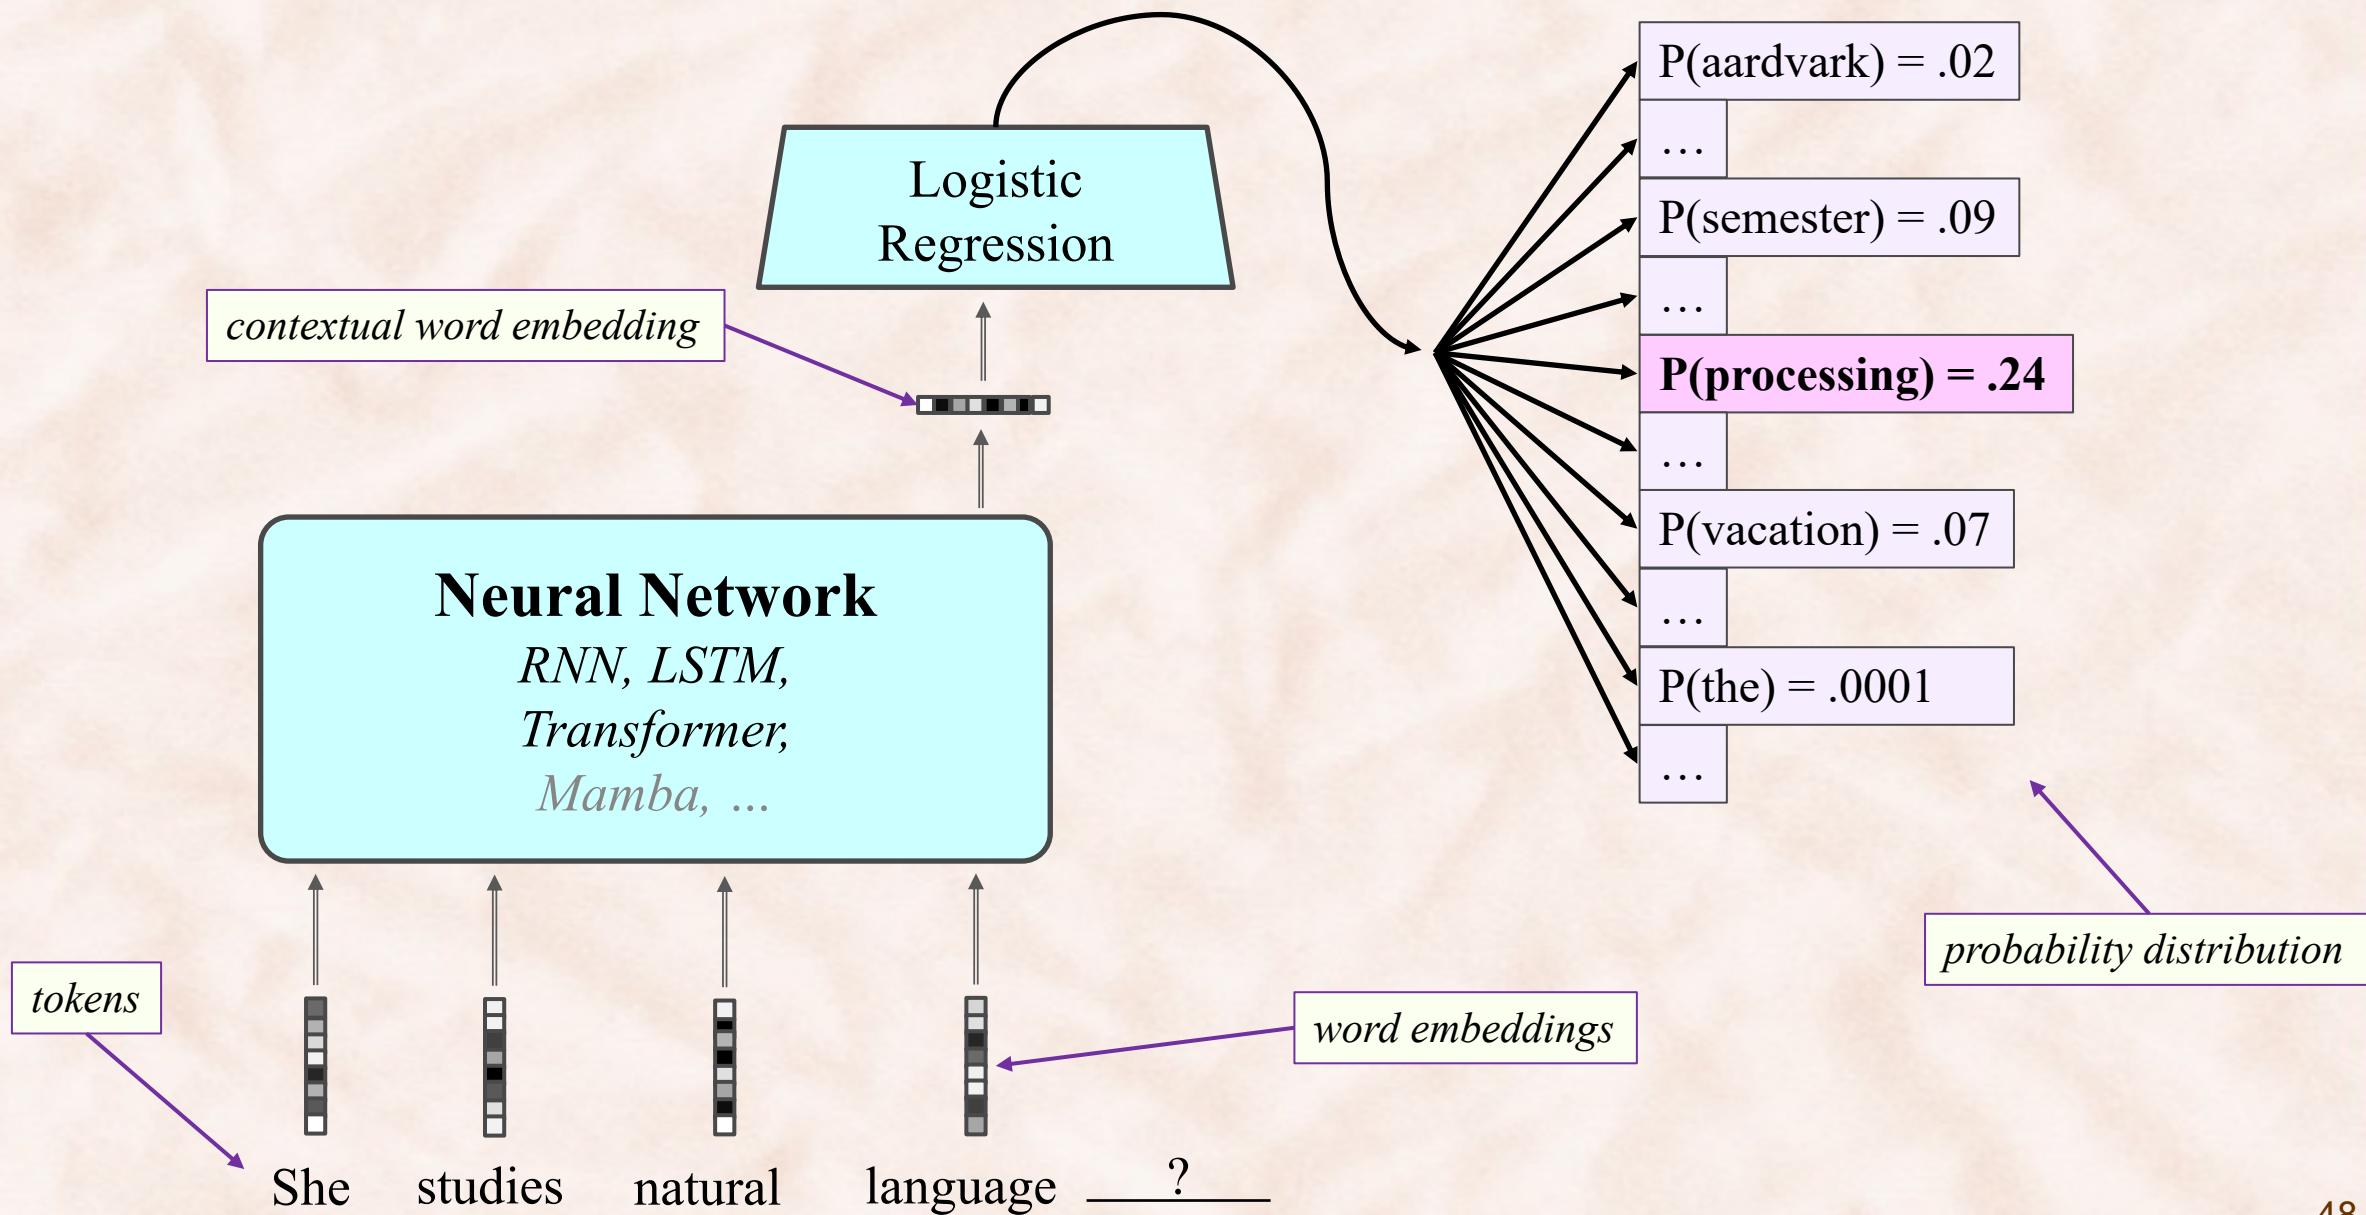 Logistic
Regression
contextual word embedding
Neural Network
RNN, LSTM,
Transformer,
Mamba, ...
tokens
word embeddings
She studies natural language ?
P(aardvark) = .02
…
P(semester) = .09
…
P(processing) = .24
…
P(vacation) = .07
…
P(the) = .0001
…
probability distribution
48